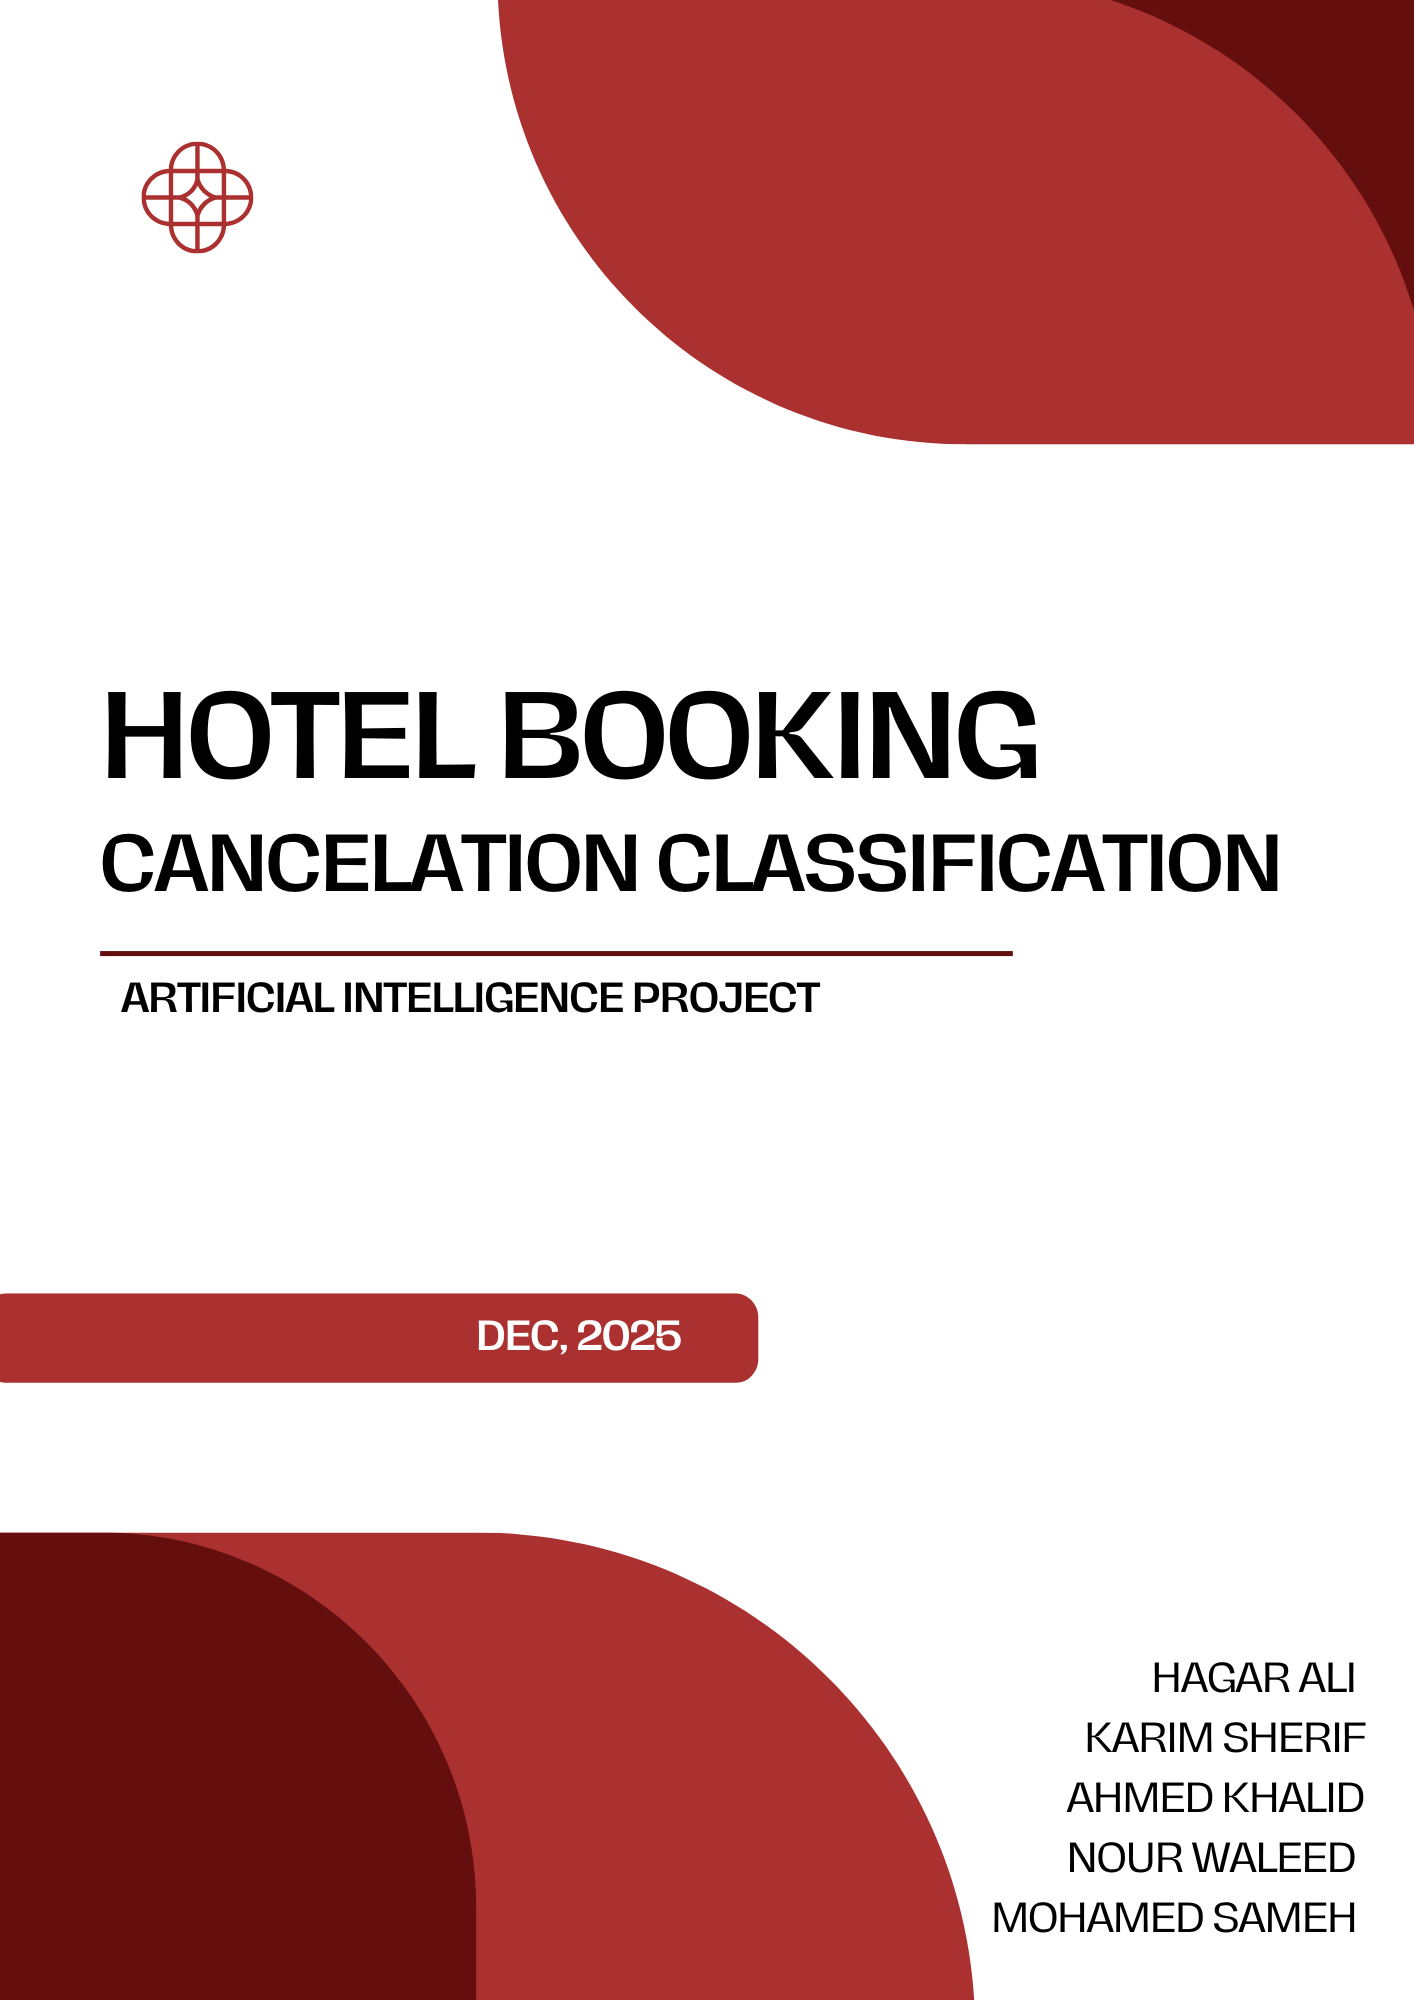 HOTEL BOOKING
CANCELATION CLASSIFICATION
ARTIFICIAL INTELLIGENCE PROJECT
DEC, 2025
HAGAR ALI
KARIM SHERIF
AHMED KHALID
NOUR WALEED
MOHAMED SAMEH